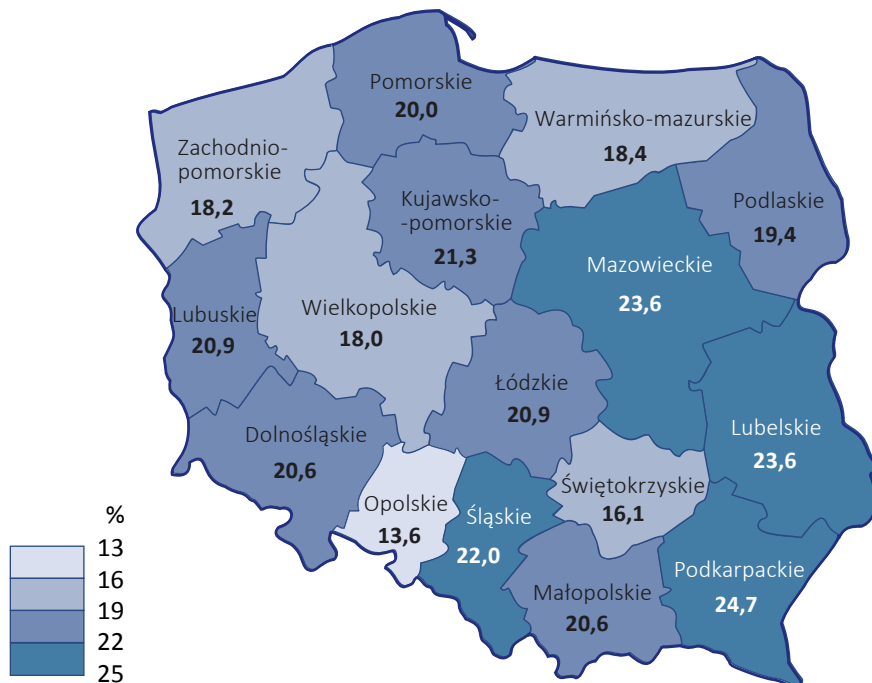 Pomorskie
20,0
Warmińsko-mazurskie
18,4
Zachodnio-
pomorskie
18,2
Kujawsko-
-pomorskie
21,3
Podlaskie
19,4
Mazowieckie
23,6
Lubuskie
20,9
Wielkopolskie
18,0
Łódzkie
20,9
Lubelskie
23,6
Dolnośląskie
20,6
Opolskie
13,6
Śląskie
22,0
Świętokrzyskie
16,1
Małopolskie
20,6
Podkarpackie
24,7
%
13
16
19
22
25